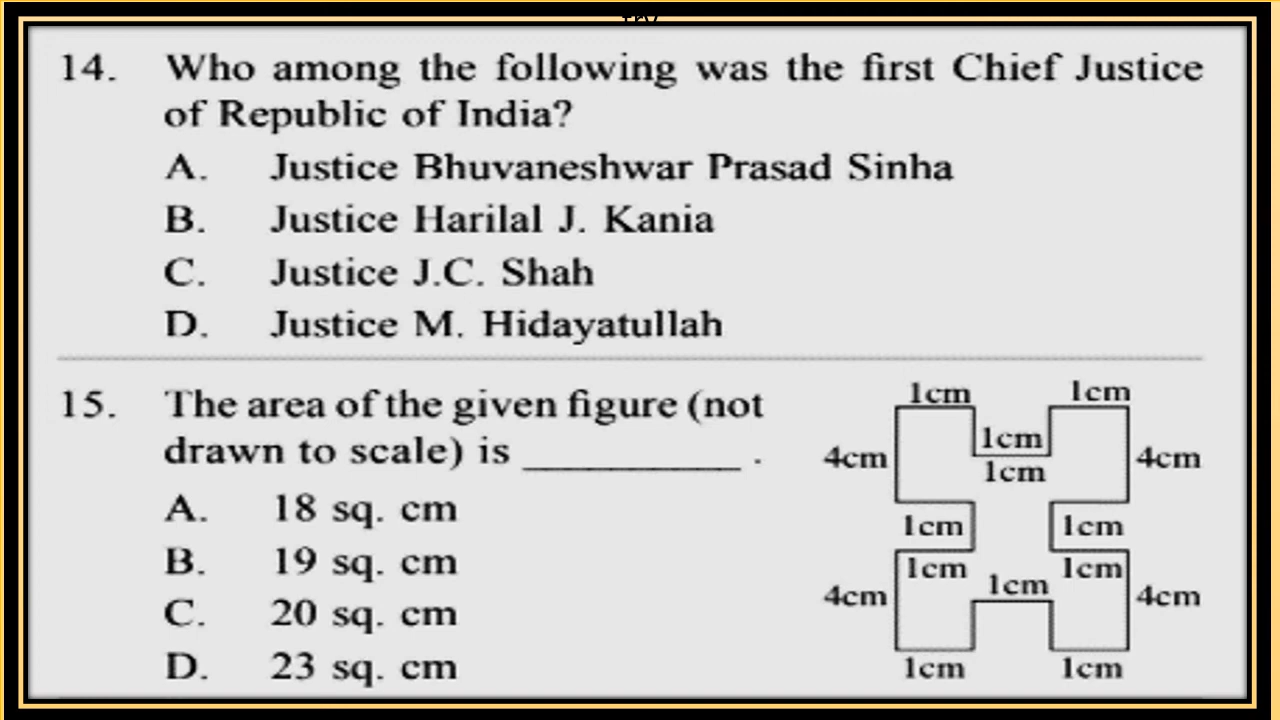 14. Who among the following was the first Chief Justice
of Republic of India?
A. Justice Bhuvaneshwar Prasad Sinha
B. Justice Harilal J. Kania
C. Justice J.C. Shah
D. Justice M. Hidayatullah
15. The area of the given figure (not
drawn to scale) is __________ .
A. 18 sq. cm
B. 19 sq. cm
C. 20 sq. cm
D. 23 sq. cm
1cm 1cm
1cm
4cm 4cm
1cm
1cm 1cm
1cm 1cm
1cm
4cm 4cm
1cm 1cm